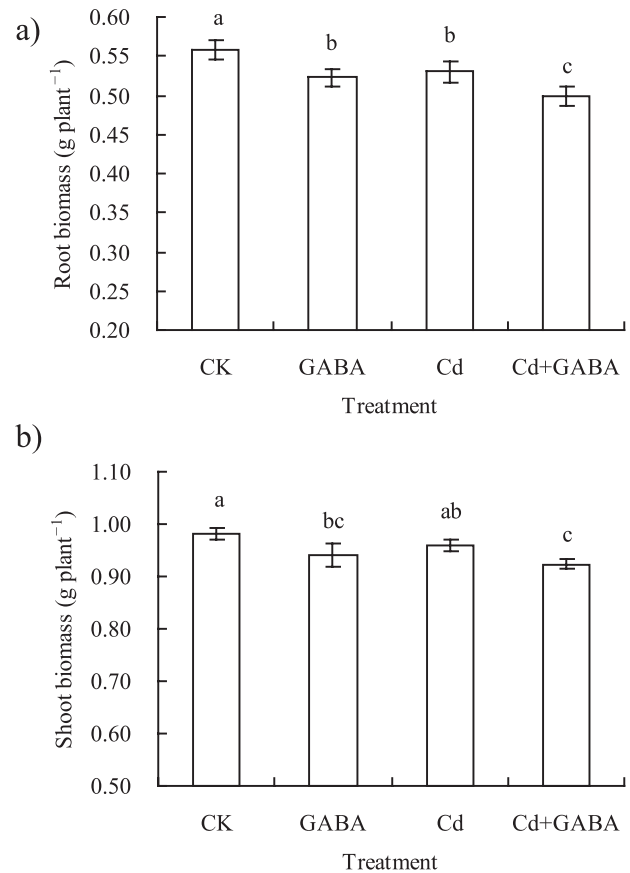 a)
Root biomass (g plant⁻¹)
0.60
0.55
0.50
0.45
0.40
0.35
0.30
0.25
0.20
a
b
b
c
CK GABA Cd Cd+GABA
Treatment
b)
Shoot biomass (g plant⁻¹)
1.10
1.00
0.90
0.80
0.70
0.60
0.50
a
bc
ab
c
CK GABA Cd Cd+GABA
Treatment